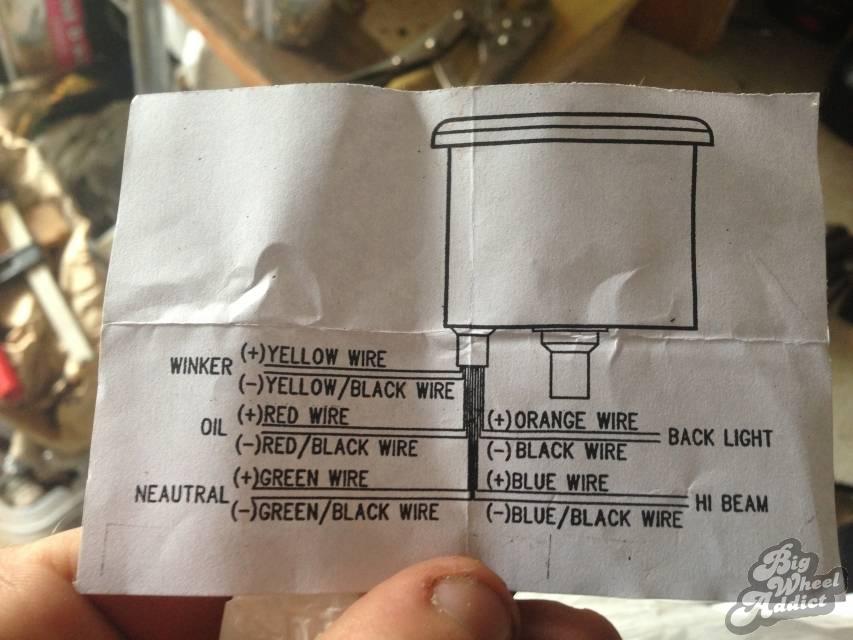 WINKER (+)YELLOW WIRE
(-)YELLOW/BLACK WIRE
OIL (+)RED WIRE
(-)RED/BLACK WIRE
NEAUTRAL (+)GREEN WIRE
(-)GREEN/BLACK WIRE
(+)ORANGE WIRE
(-)BLACK WIRE
BACK LIGHT
(+)BLUE WIRE
(-)BLUE/BLACK WIRE
HI BEAM
Big
Wheel
Addict